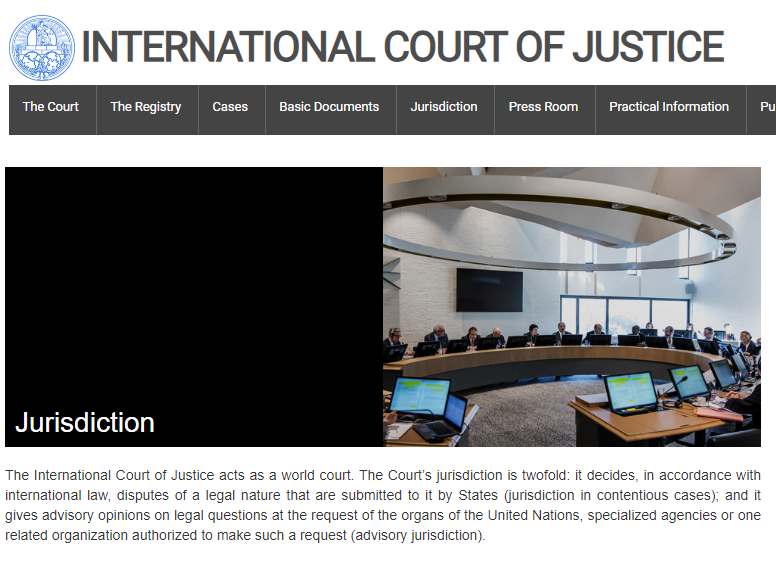 INTERNATIONAL COURT OF JUSTICE
The Court
The Registry
Cases
Basic Documents
Jurisdiction
Press Room
Practical Information
Pu
Jurisdiction
The International Court of Justice acts as a world court. The Court's jurisdiction is twofold: it decides, in accordance with
international law, disputes of a legal nature that are submitted to it by States (jurisdiction in contentious cases); and it
gives advisory opinions on legal questions at the request of the organs of the United Nations, specialized agencies or one
related organization authorized to make such a request (advisory jurisdiction).